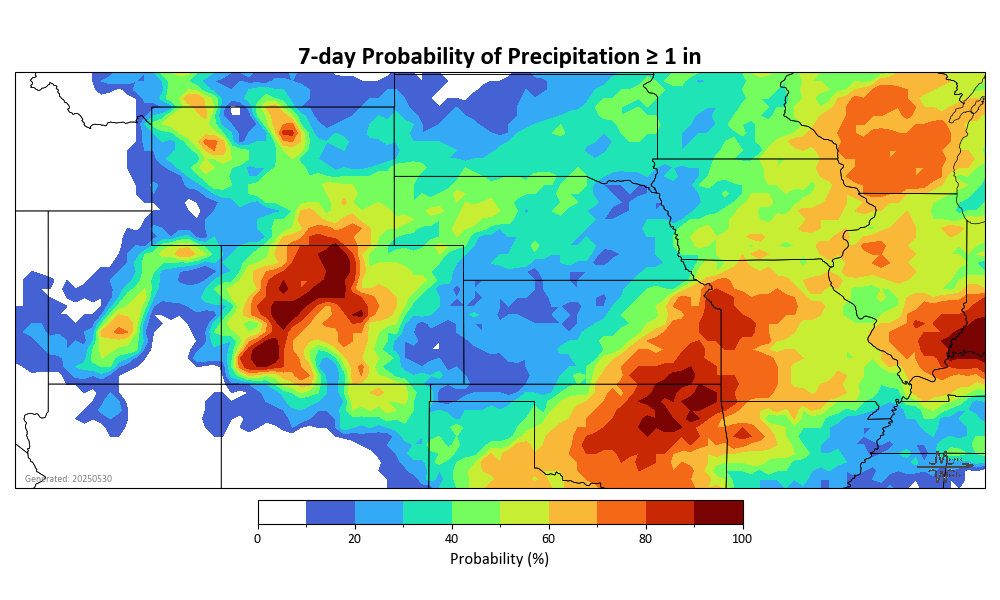 7-day Probability of Precipitation ≥ 1 in
Generated: 20250530
0 20 40 60 80 100
Probability (%)